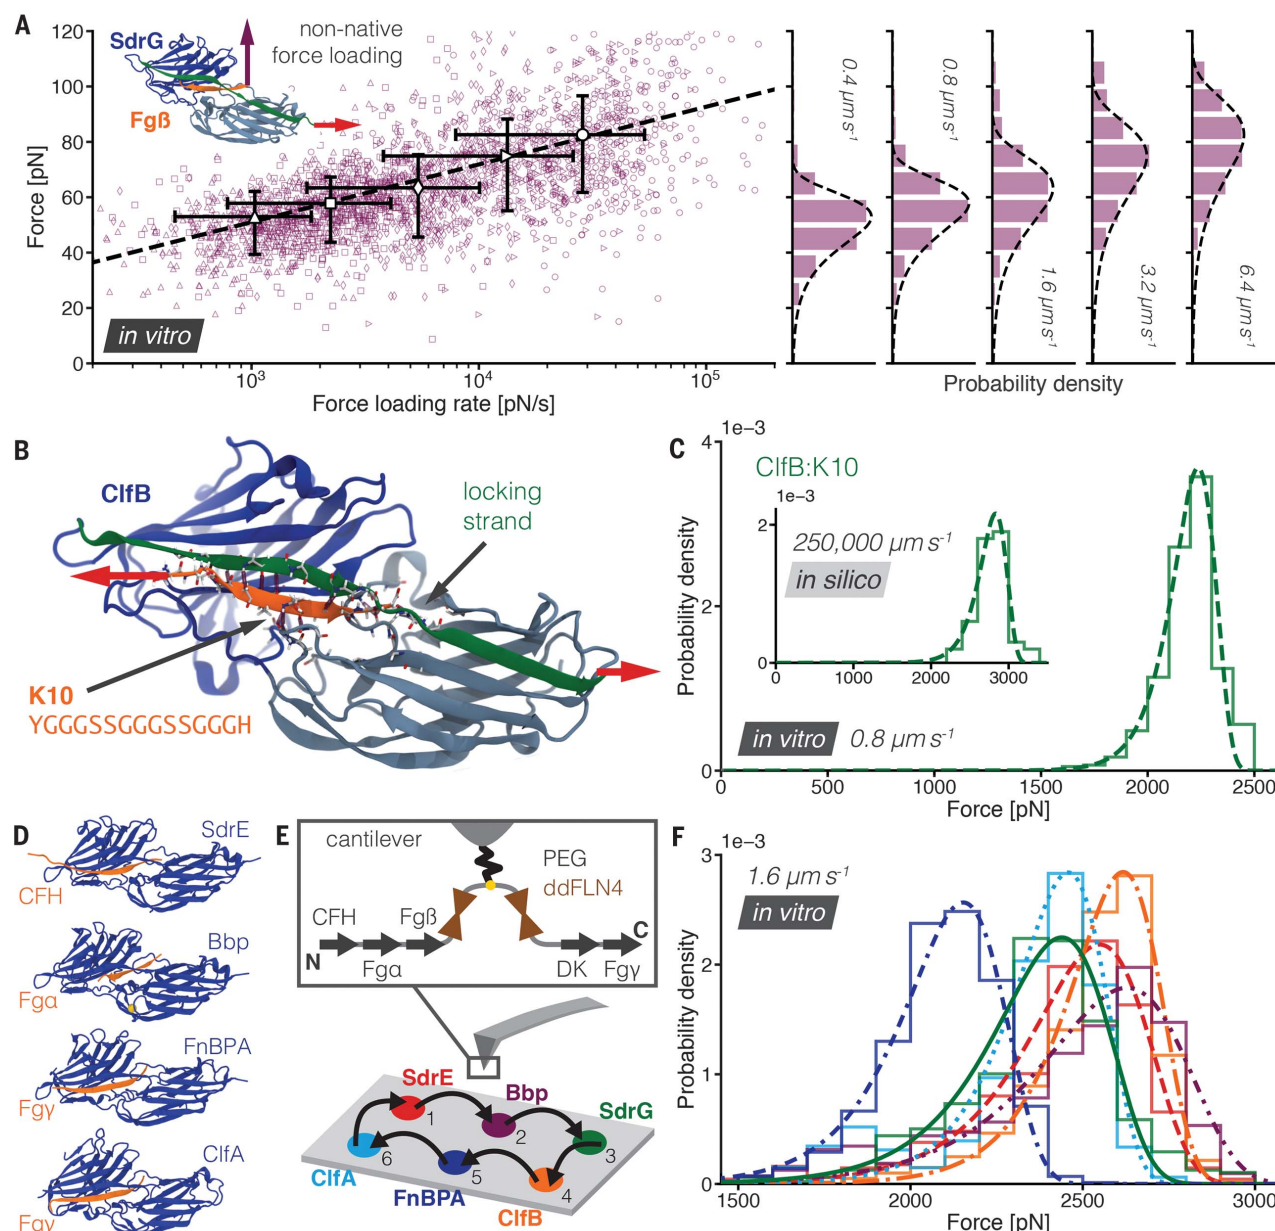 A
SdrG
Fgß
non-native
force loading
in vitro
120
100
80
60
40
20
0
Force [pN]
10³
10⁴
10⁵
Force loading rate [pN/s]
0.4 µm s⁻¹
0.8 µm s⁻¹
1.6 µm s⁻¹
3.2 µm s⁻¹
6.4 µm s⁻¹
Probability density
B
ClfB
locking
strand
K10
YGGGSSGGGSSGGGH
C
1e−3
4
2
0
Probability density
ClfB:K10
1e−3
2
0
250,000 µm s⁻¹
in silico
0
1000
2000
3000
in vitro 0.8 µm s⁻¹
0
500
1000
1500
2000
2500
Force [pN]
D
SdrE
CFH
Bbp
Fgα
FnBPA
Fgγ
ClfA
Fgγ
E
cantilever
PEG
ddFLN4
CFH
Fgß
N
Fgα
DK
Fgγ
C
SdrE
1
Bbp
2
SdrG
3
ClfB
4
FnBPA
5
ClfA
6
F
1e−3
3
2
1
0
Probability density
1.6 µm s⁻¹
in vitro
1500
2000
2500
3000
Force [pN]